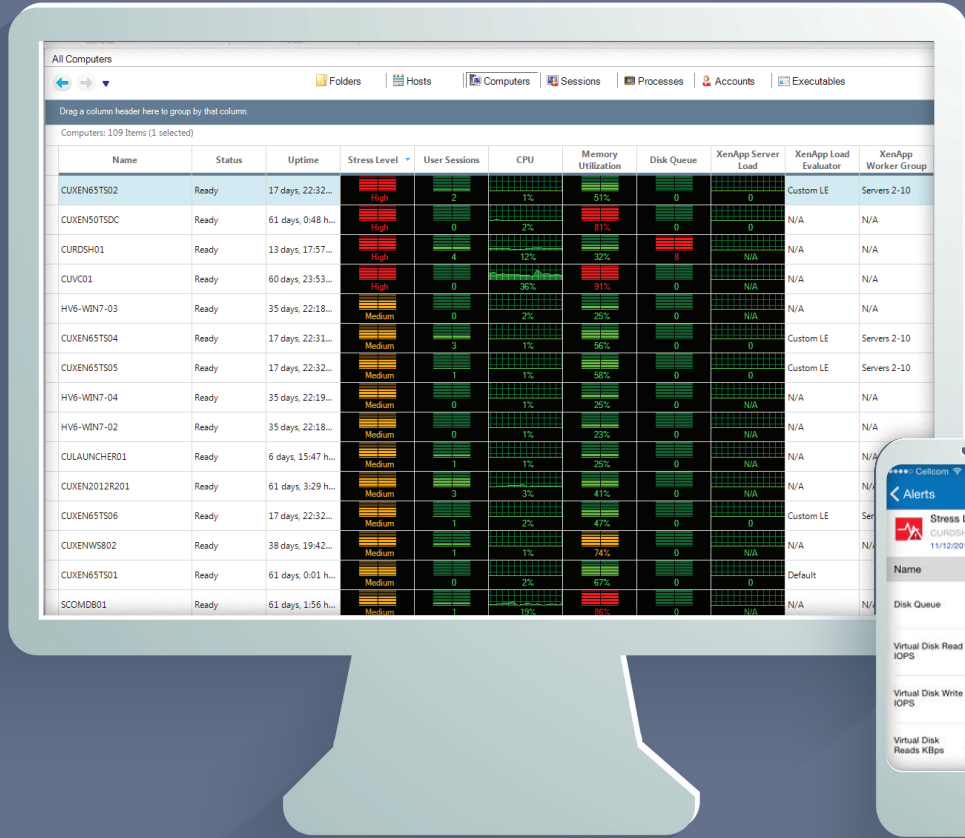 All Computers
Folders Hosts Computers Sessions Processes Accounts Executables
Drag a column header here to group by that column.
Computers: 109 Items (1 selected)
Name Status Uptime Stress Level User Sessions CPU Memory Utilization Disk Queue XenApp Server Load XenApp Load Evaluator XenApp Worker Group
CUXEN65TS02 Ready 17 days, 22:32... High 2 1% 51% 0 0 Custom LE Servers 2-10
CUXEN50TSDC Ready 61 days, 0:48 h... High 0 2% 81% 0 0 N/A N/A
CURDSH01 Ready 13 days, 17:57... High 4 12% 32% 8 N/A N/A N/A
CUVC01 Ready 60 days, 23:53... High 0 36% 91% 0 N/A N/A N/A
HV6-WIN7-03 Ready 35 days, 22:18... Medium 0 2% 25% 0 N/A N/A N/A
CUXEN65TS04 Ready 17 days, 22:31... Medium 3 1% 56% 0 0 Custom LE Servers 2-10
CUXEN65TS05 Ready 17 days, 22:32... Medium 1 1% 58% 0 0 Custom LE Servers 2-10
HV6-WIN7-04 Ready 35 days, 22:19... Medium 0 1% 25% 0 N/A N/A N/A
HV6-WIN7-02 Ready 35 days, 22:18... Medium 0 1% 23% 0 N/A N/A N/A
CULAUNCHER01 Ready 6 days, 15:47 h... Medium 1 1% 25% 0 N/A N/A N/A
CUXEN2012R201 Ready 61 days, 3:29 h... Medium 3 3% 41% 0 N/A N/A N/
CUXEN65TS06 Ready 17 days, 22:32... Medium 1 2% 47% 0 0 Custom LE Ser
CUXENWS802 Ready 38 days, 19:42... Medium 1 1% 74% 0 N/A N/A N/
CUXEN65TS01 Ready 61 days, 0:01 h... Medium 0 2% 67% 0 0 Default
SCOMDB01 Ready 61 days, 1:56 h... Medium 1 19% 86% 0 N/A N/A N/
Cellcom
Alerts
Stress L
CURDSH
11/12/20
Name
Disk Queue
Virtual Disk Read
IOPS
Virtual Disk Write
IOPS
Virtual Disk
Reads KBps